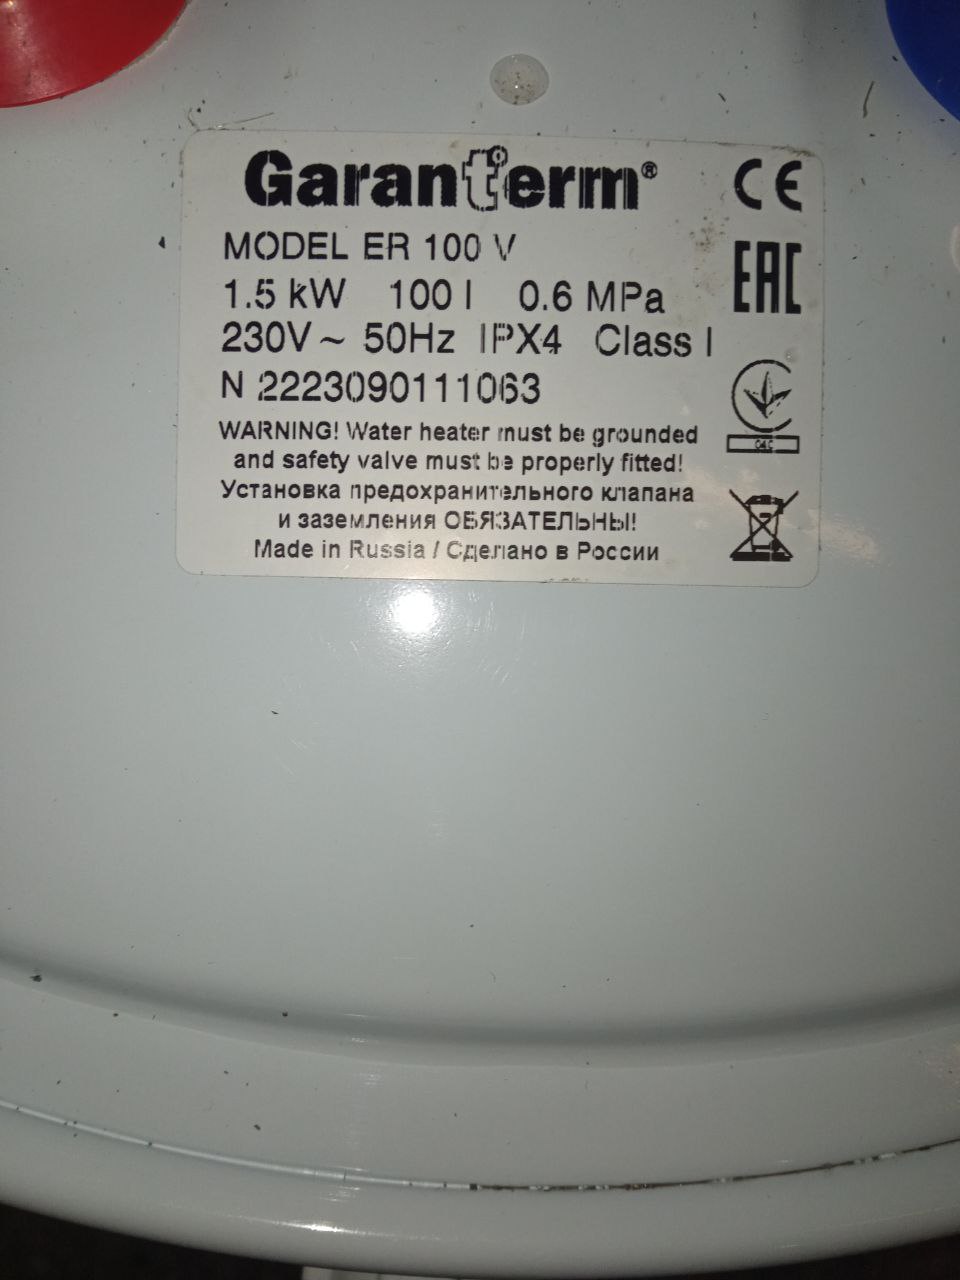 Garanterm®
CE
MODEL ER 100 V
EAC
1.5 kW 100 l 0.6 MPa
230V ~ 50Hz IPX4 Class I
N 2223090111063
WARNING! Water heater must be grounded
and safety valve must be properly fitted!
Установка предохранительного клапана
и заземления ОБЯЗАТЕЛЬНЫ!
Made in Russia / Сделано в России